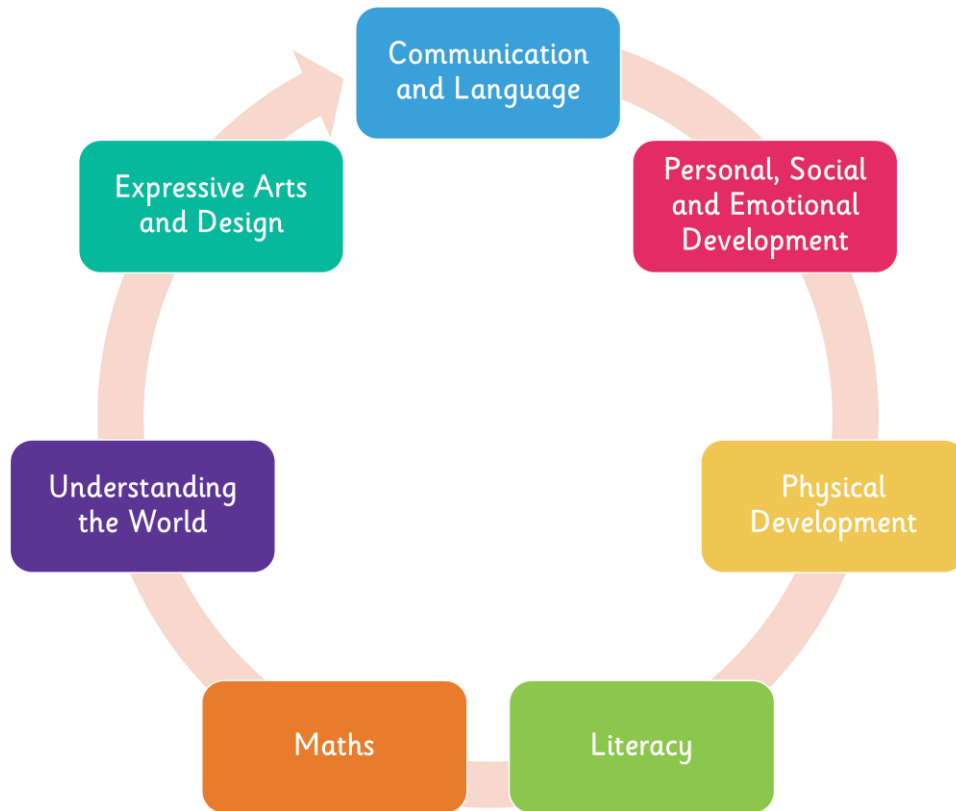 Communication
and Language
Personal, Social
and Emotional
Development
Physical
Development
Literacy
Maths
Understanding
the World
Expressive Arts
and Design